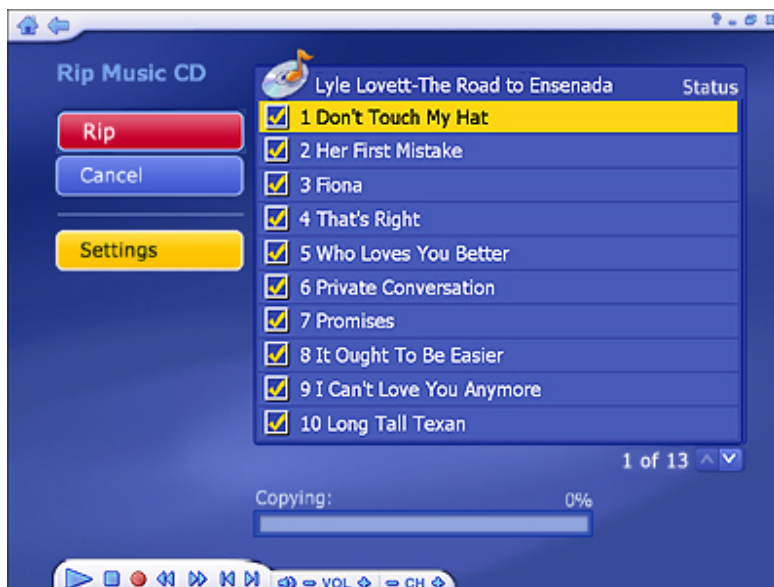 ?
Rip Music CD
Lyle Lovett-The Road to Ensenada Status
Rip
Cancel
Settings
1 Don't Touch My Hat
2 Her First Mistake
3 Fiona
4 That's Right
5 Who Loves You Better
6 Private Conversation
7 Promises
8 It Ought To Be Easier
9 I Can't Love You Anymore
10 Long Tall Texan
1 of 13
Copying: 0%
VOL CH